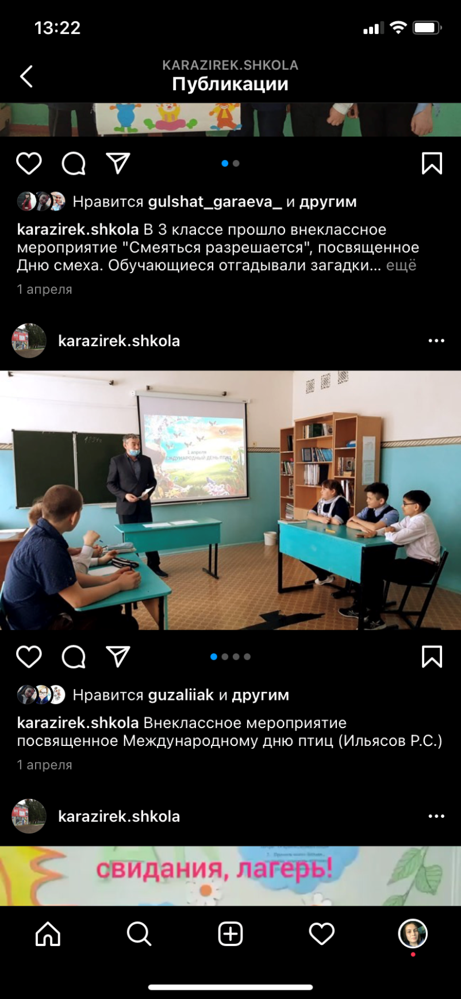 13:22
KARAZIREK.SHKOLA
Публикации
Нравится gulshat_garaeva_ и другим
karazirek.shkola В 3 классе прошло внеклассное
мероприятие "Смеяться разрешается", посвященное
Дню смеха. Обучающиеся отгадывали загадки... ещё
1 апреля
karazirek.shkola
1 апреля
МЕЖДУНАРОДНЫЙ ДЕНЬ ПТИЦ
Нравится guzaliiak и другим
karazirek.shkola Внеклассное мероприятие
посвященное Международному дню птиц (Ильясов Р.С.)
1 апреля
karazirek.shkola
свидания, лагерь!